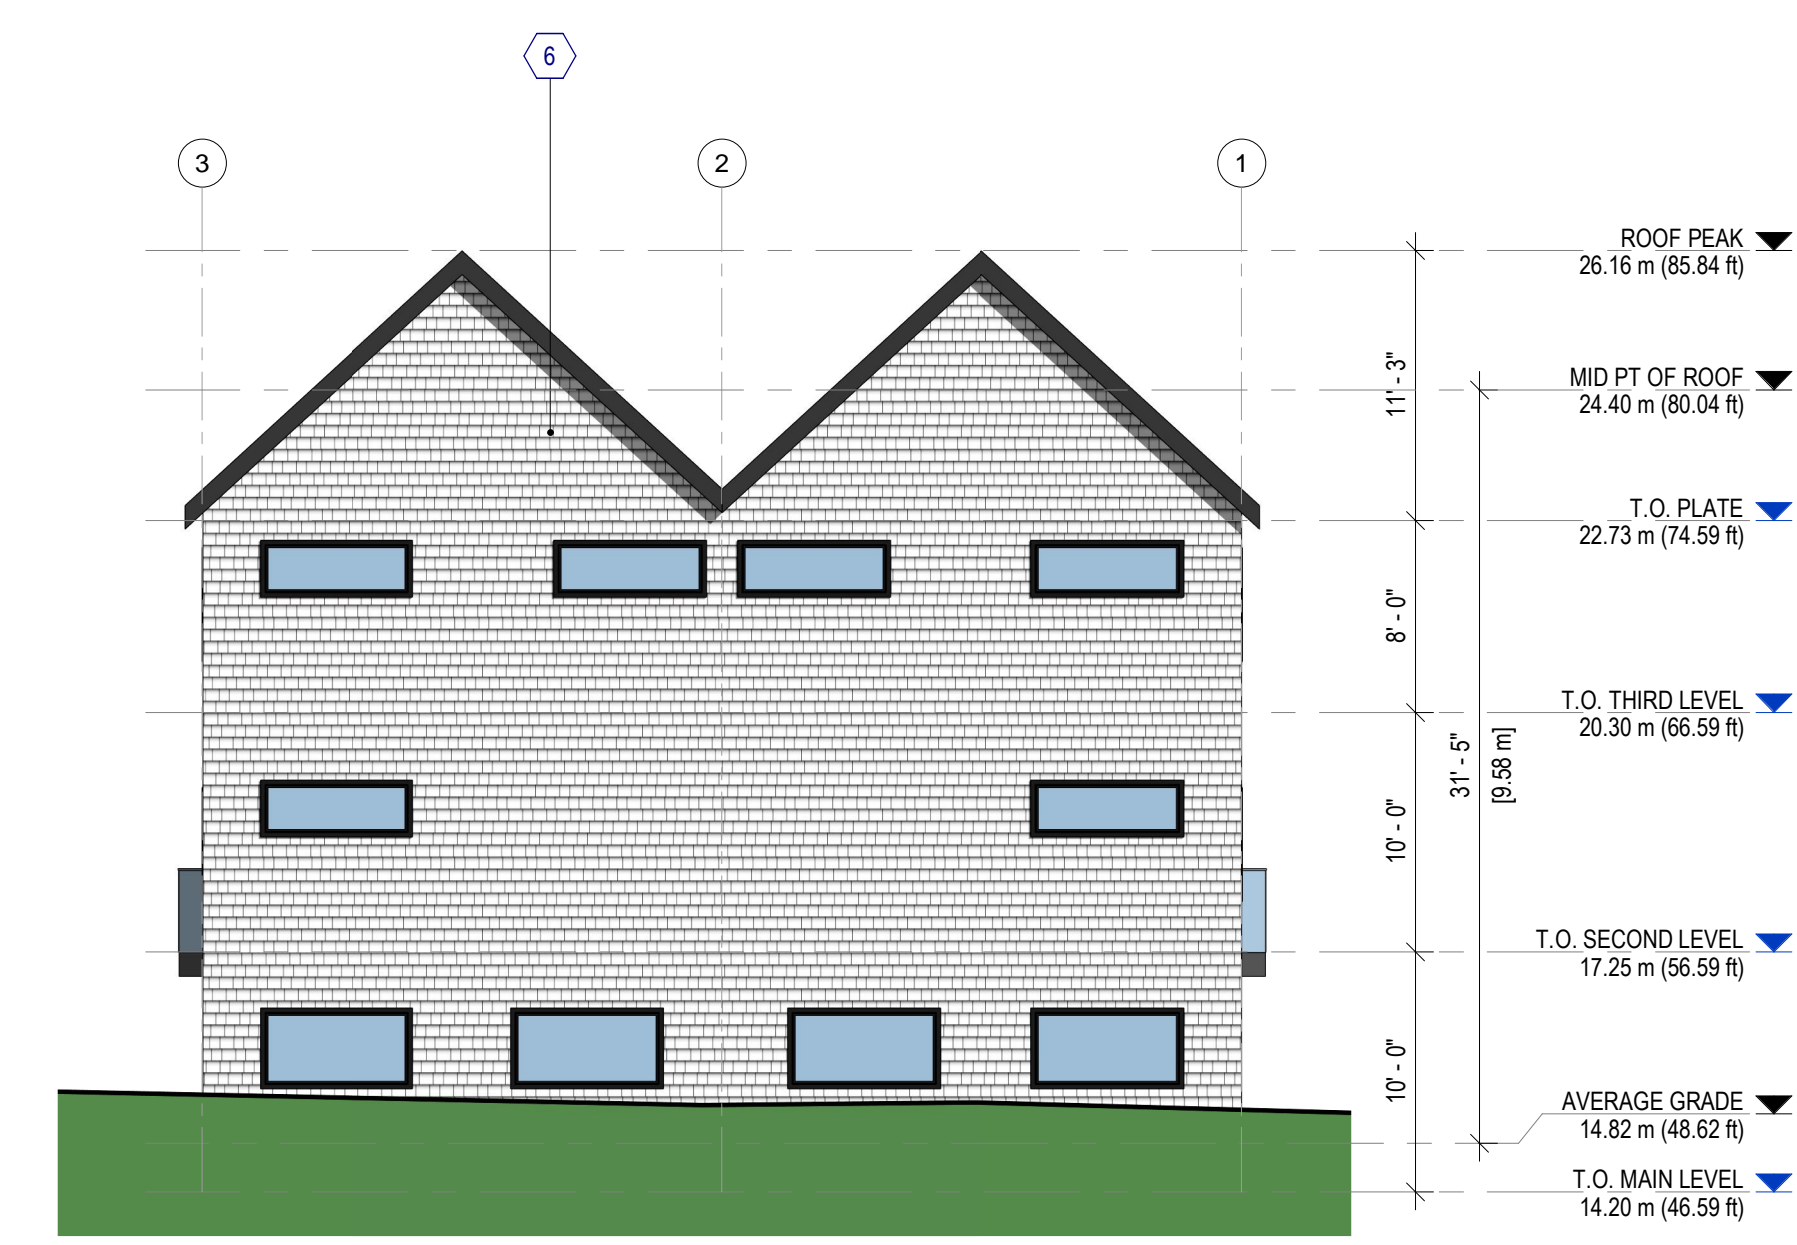 6
3
2
1
ROOF PEAK
26.16 m (85.84 ft)
11' - 3"
MID PT OF ROOF
24.40 m (80.04 ft)
T.O. PLATE
22.73 m (74.59 ft)
8' - 0"
T.O. THIRD LEVEL
20.30 m (66.59 ft)
31' - 5"
[9.58 m]
10' - 0"
T.O. SECOND LEVEL
17.25 m (56.59 ft)
10' - 0"
AVERAGE GRADE
14.82 m (48.62 ft)
T.O. MAIN LEVEL
14.20 m (46.59 ft)